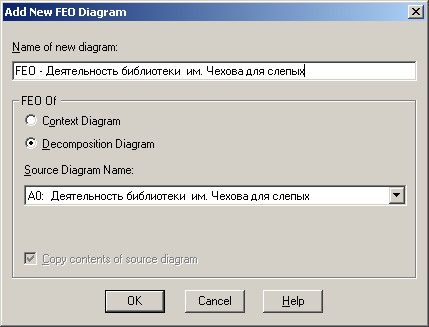 Add New FEO Diagram
Name of new diagram:
FEO - Деятельность библиотеки  им. Чехова для слепых
FEO Of
Context Diagram
Decomposition Diagram
Source Diagram Name:
A0:  Деятельность библиотеки  им. Чехова для слепых
Copy contents of source diagram
OK Cancel Help